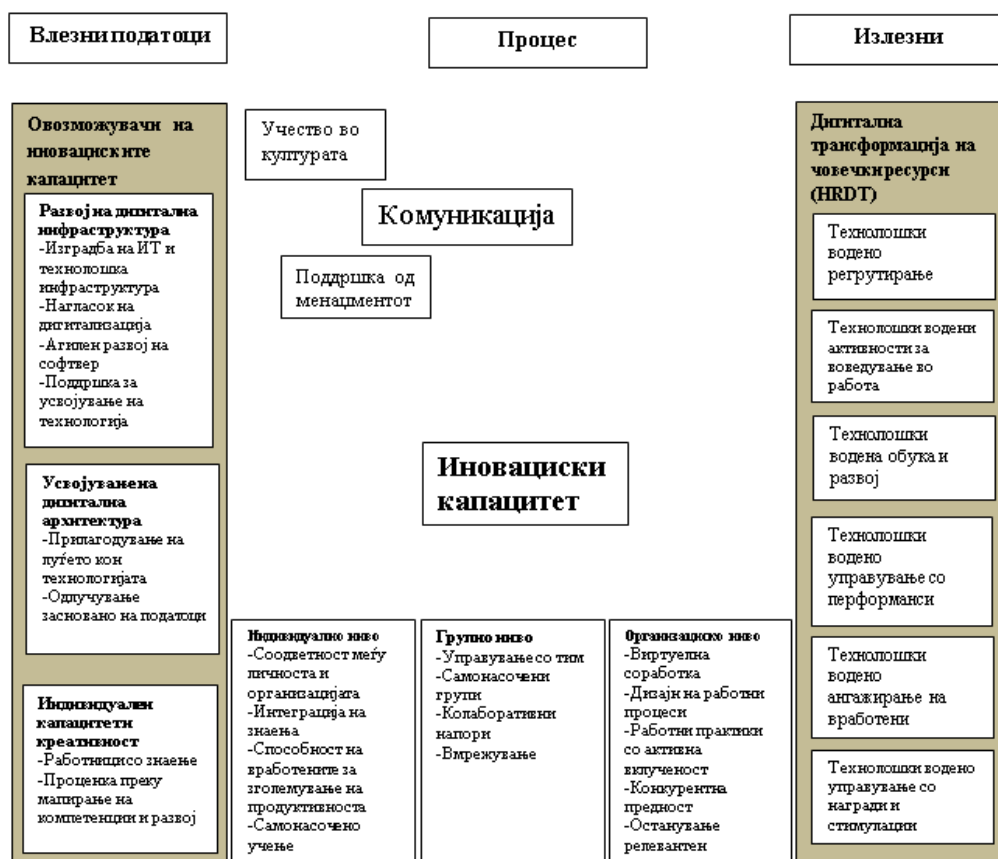 Влезни податоци
Процес
Излезни
Овозможувачи на
иновациските
капацитет
Развој на дигитална
инфраструктура
-Изградба на ИТ и
технолошка
инфраструктура
-Нагласок на
дигитализација
-Агилен развој на
софтвер
-Поддршка за
усвојување на
технологија
Усвојување на
дигитална
архитектура
-Прилагодување на
луѓето кон
технологијата
-Одлучување
засновано на податоци
Индивидуален
капацитети
креативност
-Работници со знаење
-Проценка преку
мапирање на
компетенции и развој
Учество во
културата
Комуникација
Поддршка од
менаџментот
Иновациски
капацитет
Индивидуално ниво
-Соодветност меѓу
личноста и
организацијата
-Интеграција на
знаења
-Способност на
вработените за
зголемување на
продуктивноста
-Самонасочено
учење
Групно ниво
-Управување со тим
-Самонасочени
групи
-Колаборативни
напори
-Вмрежување
Организациско ниво
-Виртуелна
соработка
-Дизајн на работни
процеси
-Работни практики
со активна
вклученост
-Конкурентна
предност
-Останување
релевантен
Дигитална
трансформација на
човечки ресурси
(HRDT)
Технолошки
водено
регрутирање
Технолошки водени
активности за
воведување во
работа
Технолошки
водена обука и
развој
Технолошки
водено
управување со
перформанси
Технолошки
водено
ангажирање на
вработени
Технолошки водено
управување со
награди и
стимулации